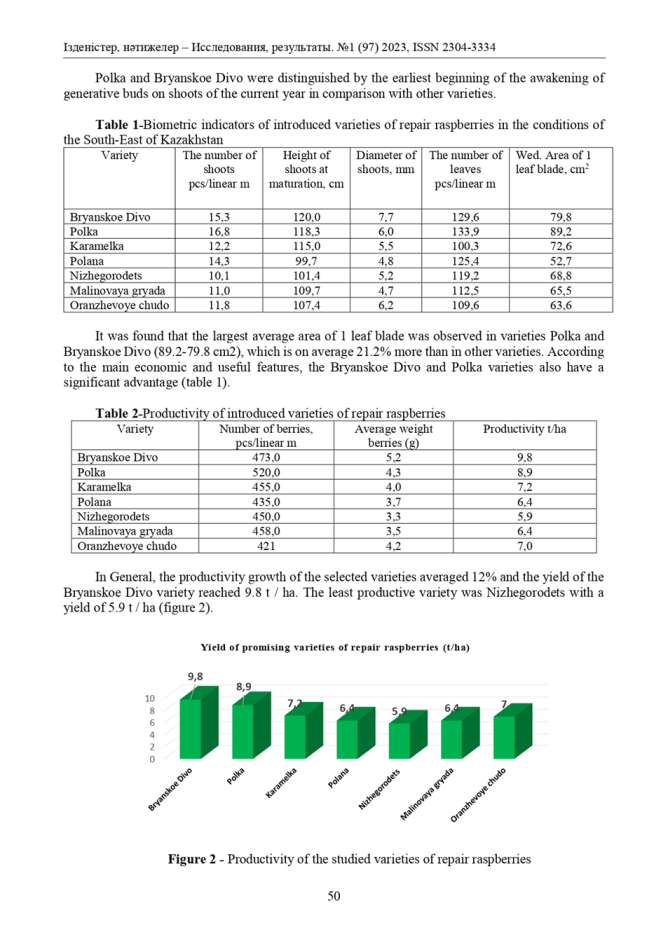 Ізденістер, нәтижелер – Исследования, результаты. №1 (97) 2023, ISSN 2304-3334
Polka and Bryanskoe Divo were distinguished by the earliest beginning of the awakening of
generative buds on shoots of the current year in comparison with other varieties.
Table 1-Biometric indicators of introduced varieties of repair raspberries in the conditions of
the South-East of Kazakhstan
Variety The number of shoots pcs/linear m Height of shoots at maturation, cm Diameter of shoots, mm The number of leaves pcs/linear m Wed. Area of 1 leaf blade, cm²
Bryanskoe Divo 15,3 120,0 7,7 129,6 79,8
Polka 16,8 118,3 6,0 133,9 89,2
Karamelka 12,2 115,0 5,5 100,3 72,6
Polana 14,3 99,7 4,8 125,4 52,7
Nizhegorodets 10,1 101,4 5,2 119,2 68,8
Malinovaya gryada 11,0 109,7 4,7 112,5 65,5
Oranzhevoye chudo 11,8 107,4 6,2 109,6 63,6
It was found that the largest average area of 1 leaf blade was observed in varieties Polka and
Bryanskoe Divo (89.2-79.8 cm2), which is on average 21.2% more than in other varieties. According
to the main economic and useful features, the Bryanskoe Divo and Polka varieties also have a
significant advantage (table 1).
Table 2-Productivity of introduced varieties of repair raspberries
Variety Number of berries, pcs/linear m Average weight berries (g) Productivity t/ha
Bryanskoe Divo 473,0 5,2 9,8
Polka 520,0 4,3 8,9
Karamelka 455,0 4,0 7,2
Polana 435,0 3,7 6,4
Nizhegorodets 450,0 3,3 5,9
Malinovaya gryada 458,0 3,5 6,4
Oranzhevoye chudo 421 4,2 7,0
In General, the productivity growth of the selected varieties averaged 12% and the yield of the
Bryanskoe Divo variety reached 9.8 t / ha. The least productive variety was Nizhegorodets with a
yield of 5.9 t / ha (figure 2).
Yield of promising varieties of repair raspberries (t/ha)
9,8
8,9
7,2
6,4
5,9
6,4
7
10
8
6
4
2
0
Bryanskoe Divo
Polka
Karamelka
Polana
Nizhegorodets
Malinovaya gryada
Oranzhevoye chudo
Figure 2 - Productivity of the studied varieties of repair raspberries
50